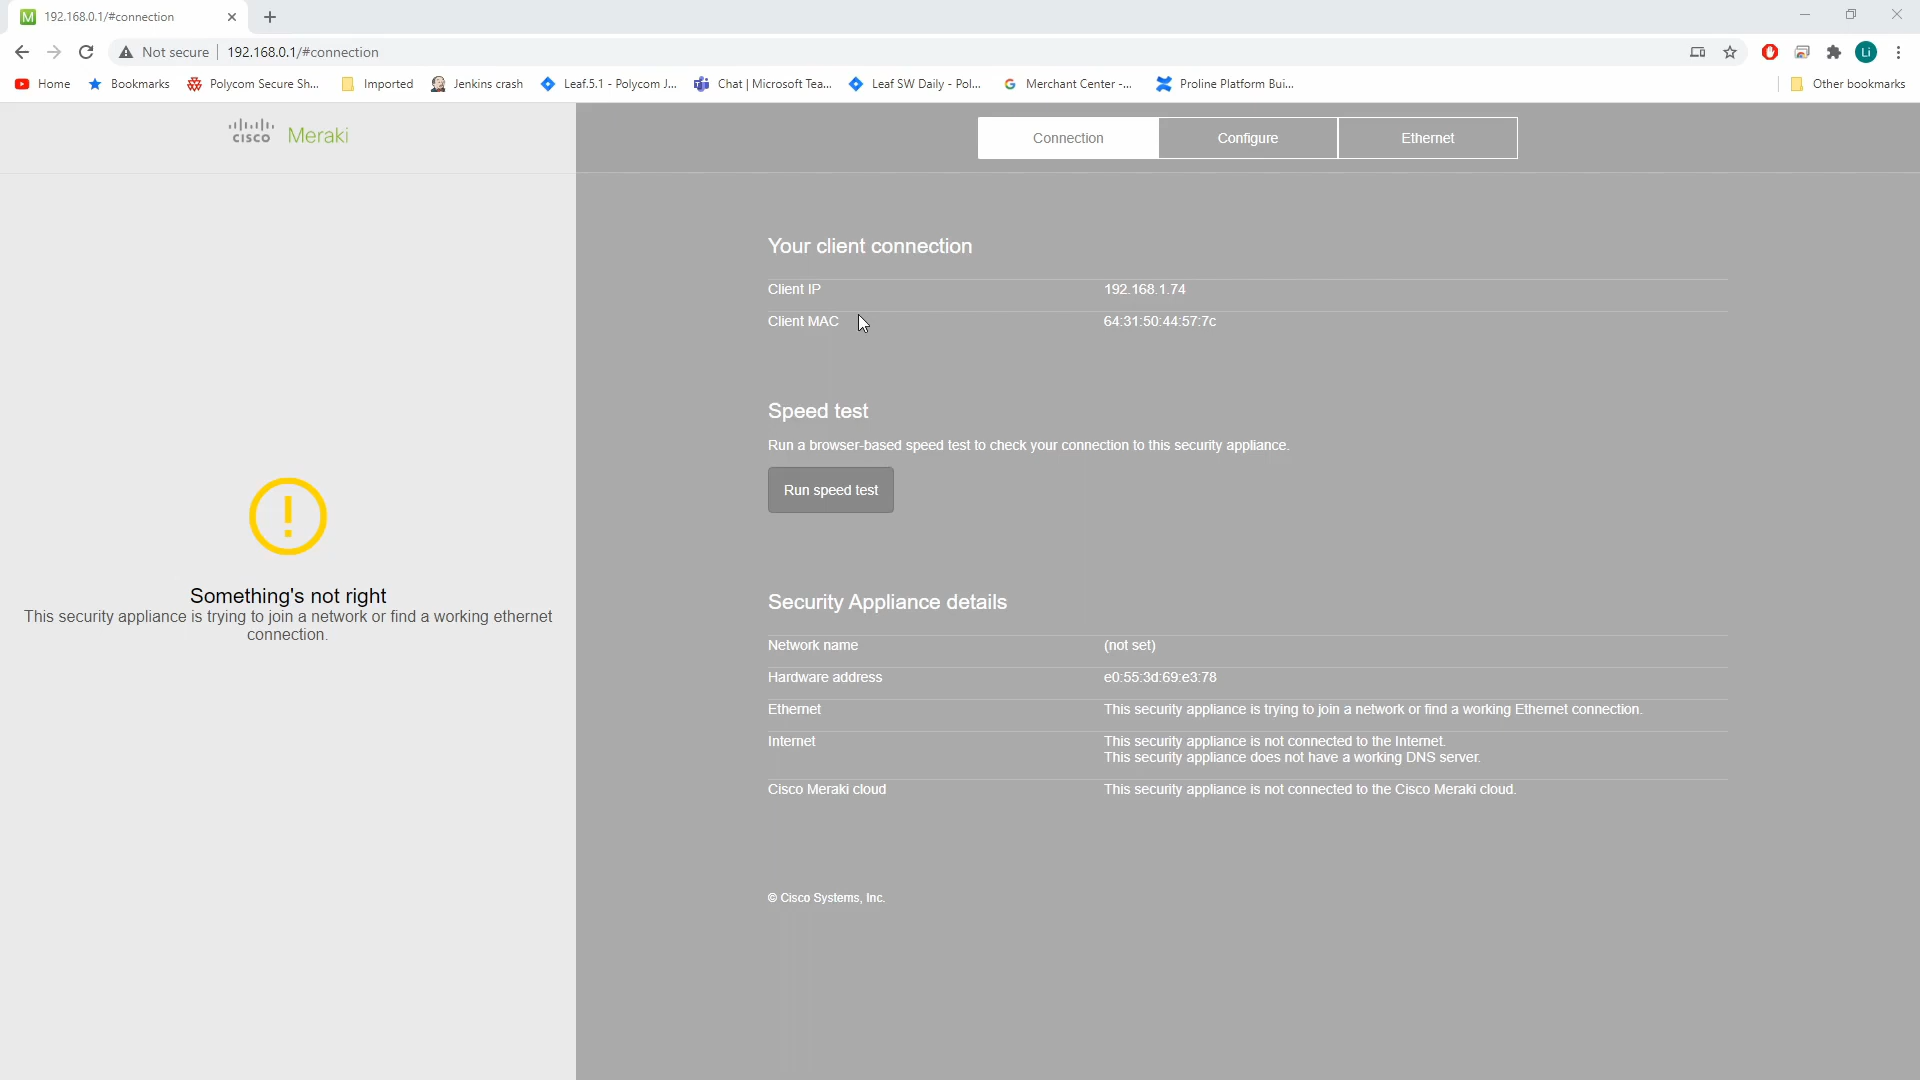 192.168.0.1/#connection
Not secure 192.168.0.1/#connection
Li
Home Bookmarks Polycom Secure Sh... Imported Jenkins crash Leaf.5.1 - Polycom J... Chat | Microsoft Tea... Leaf SW Daily - Pol... Merchant Center -... Proline Platform Bui... Other bookmarks
CISCO Meraki
Connection Configure Ethernet
Your client connection
Client IP 192.168.1.74
Client MAC 64:31:50:44:57:7c
Speed test
Run a browser-based speed test to check your connection to this security appliance.
Run speed test
Something's not right
This security appliance is trying to join a network or find a working ethernet
connection.
Security Appliance details
Network name (not set)
Hardware address e0:55:3d:69:e3:78
Ethernet This security appliance is trying to join a network or find a working Ethernet connection.
Internet This security appliance is not connected to the Internet.
This security appliance does not have a working DNS server.
Cisco Meraki cloud This security appliance is not connected to the Cisco Meraki cloud.
© Cisco Systems, Inc.